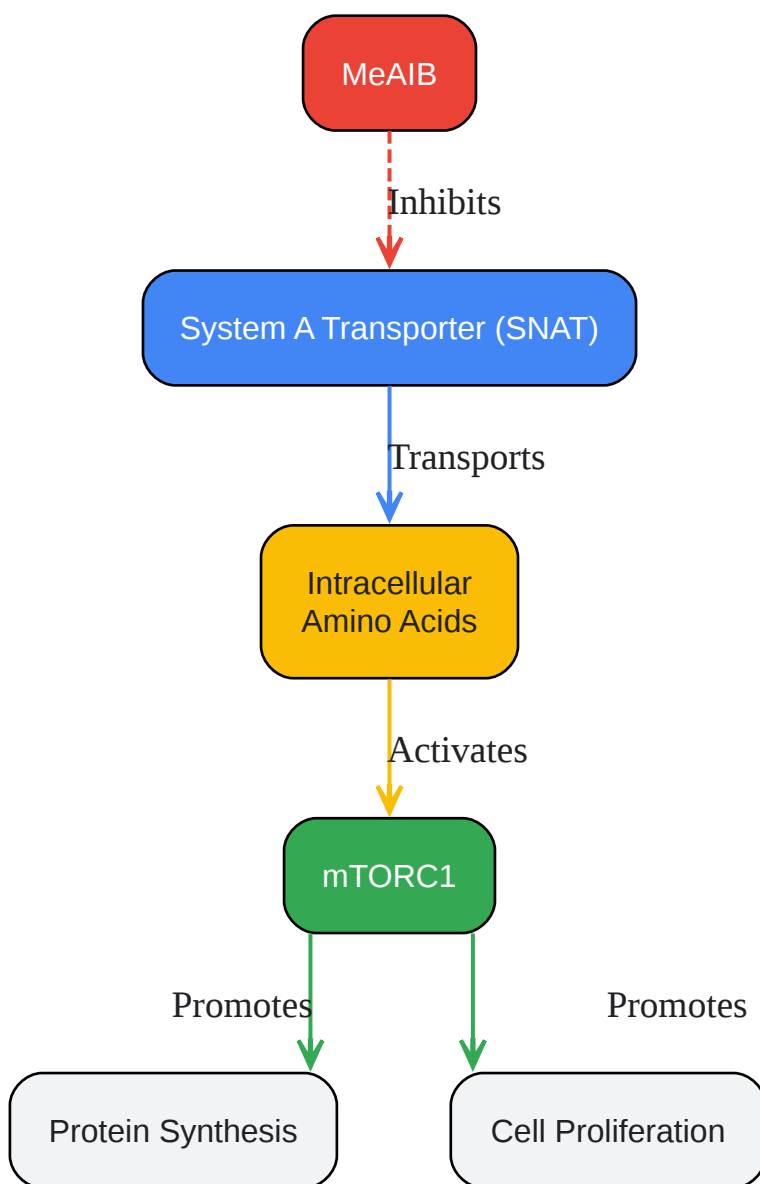 MeAIB
Inhibits
System A Transporter (SNAT)
Transports
Intracellular
Amino Acids
Activates
mTORC1
Promotes
Promotes
Protein Synthesis
Cell Proliferation